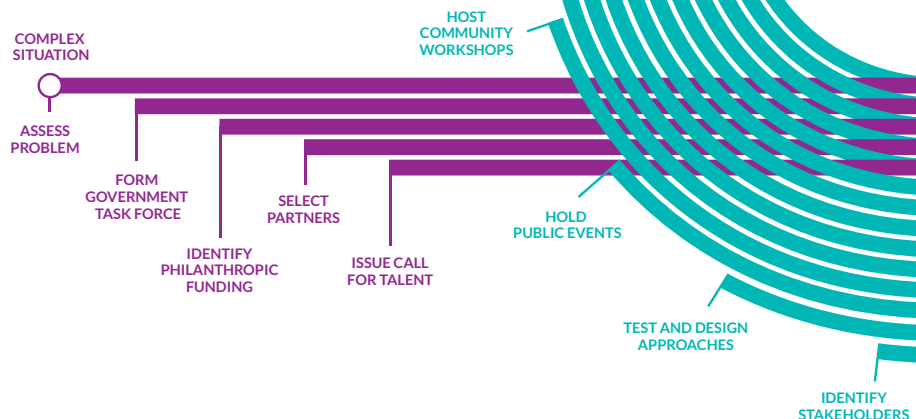 HOST
COMMUNITY
WORKSHOPS
COMPLEX
SITUATION
ASSESS
PROBLEM
FORM
GOVERNMENT
TASK FORCE
SELECT
PARTNERS
HOLD
PUBLIC EVENTS
IDENTIFY
PHILANTHROPIC
FUNDING
ISSUE CALL
FOR TALENT
TEST AND DESIGN
APPROACHES
IDENTIFY
STAKEHOLDERS